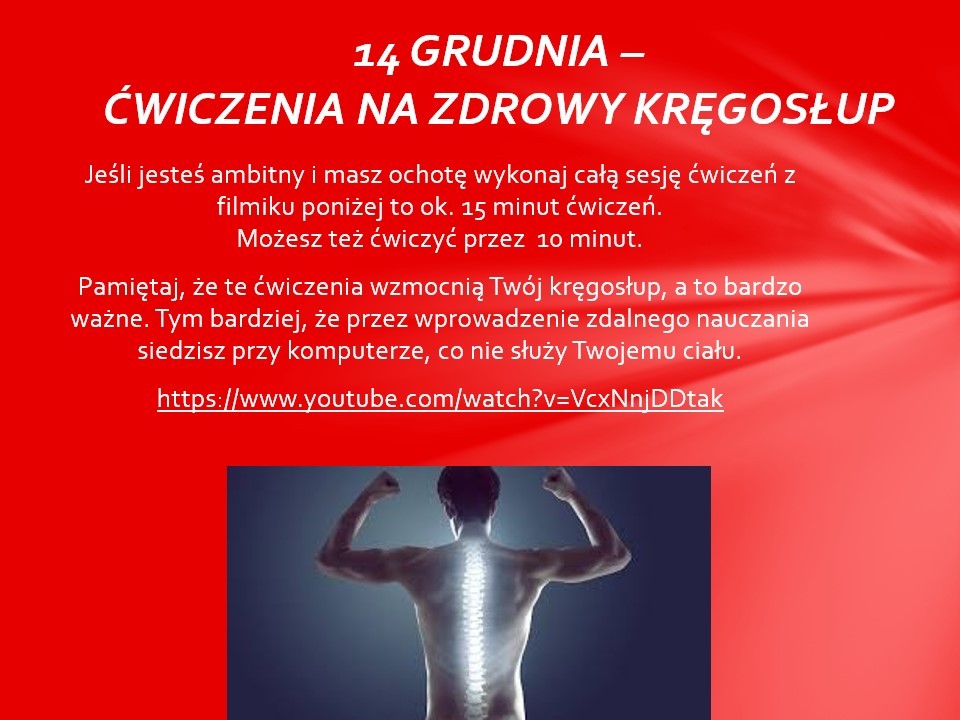 14 GRUDNIA –
ĆWICZENIA NA ZDROWY KRĘGOSŁUP
Jeśli jesteś ambitny i masz ochotę wykonaj całą sesję ćwiczeń z
filmiku poniżej to ok. 15 minut ćwiczeń.
Możesz też ćwiczyć przez  10 minut.
Pamiętaj, że te ćwiczenia wzmocnią Twój kręgosłup, a to bardzo
ważne. Tym bardziej, że przez wprowadzenie zdalnego nauczania
siedzisz przy komputerze, co nie służy Twojemu ciału.
https://www.youtube.com/watch?v=VcxNnjDDtak